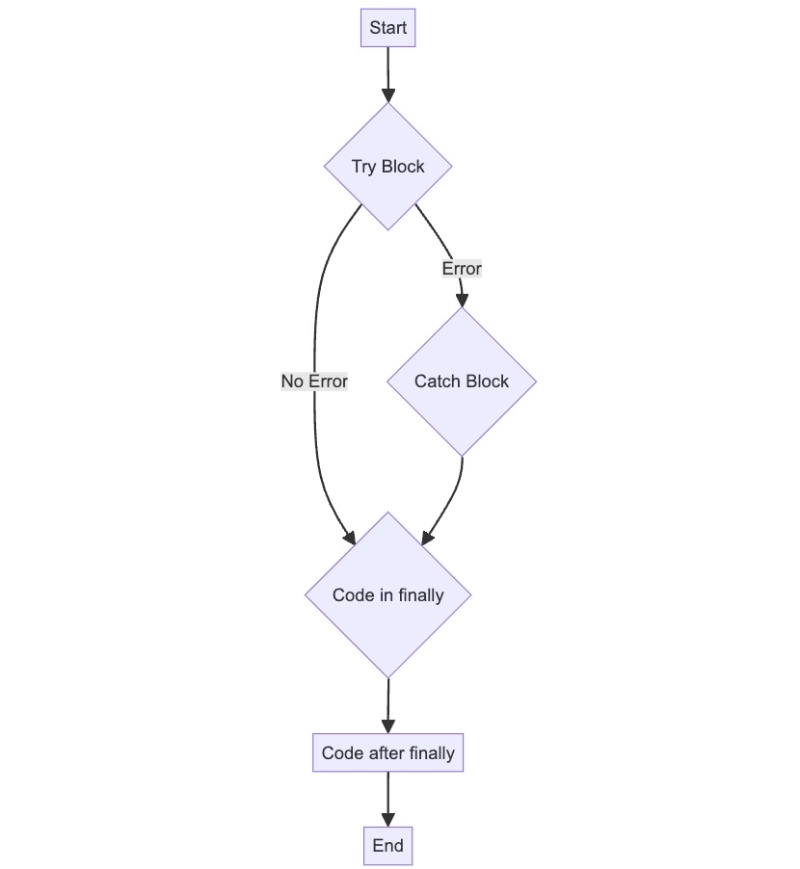 Start
Try Block
Error
No Error
Catch Block
Code in finally
Code after finally
End